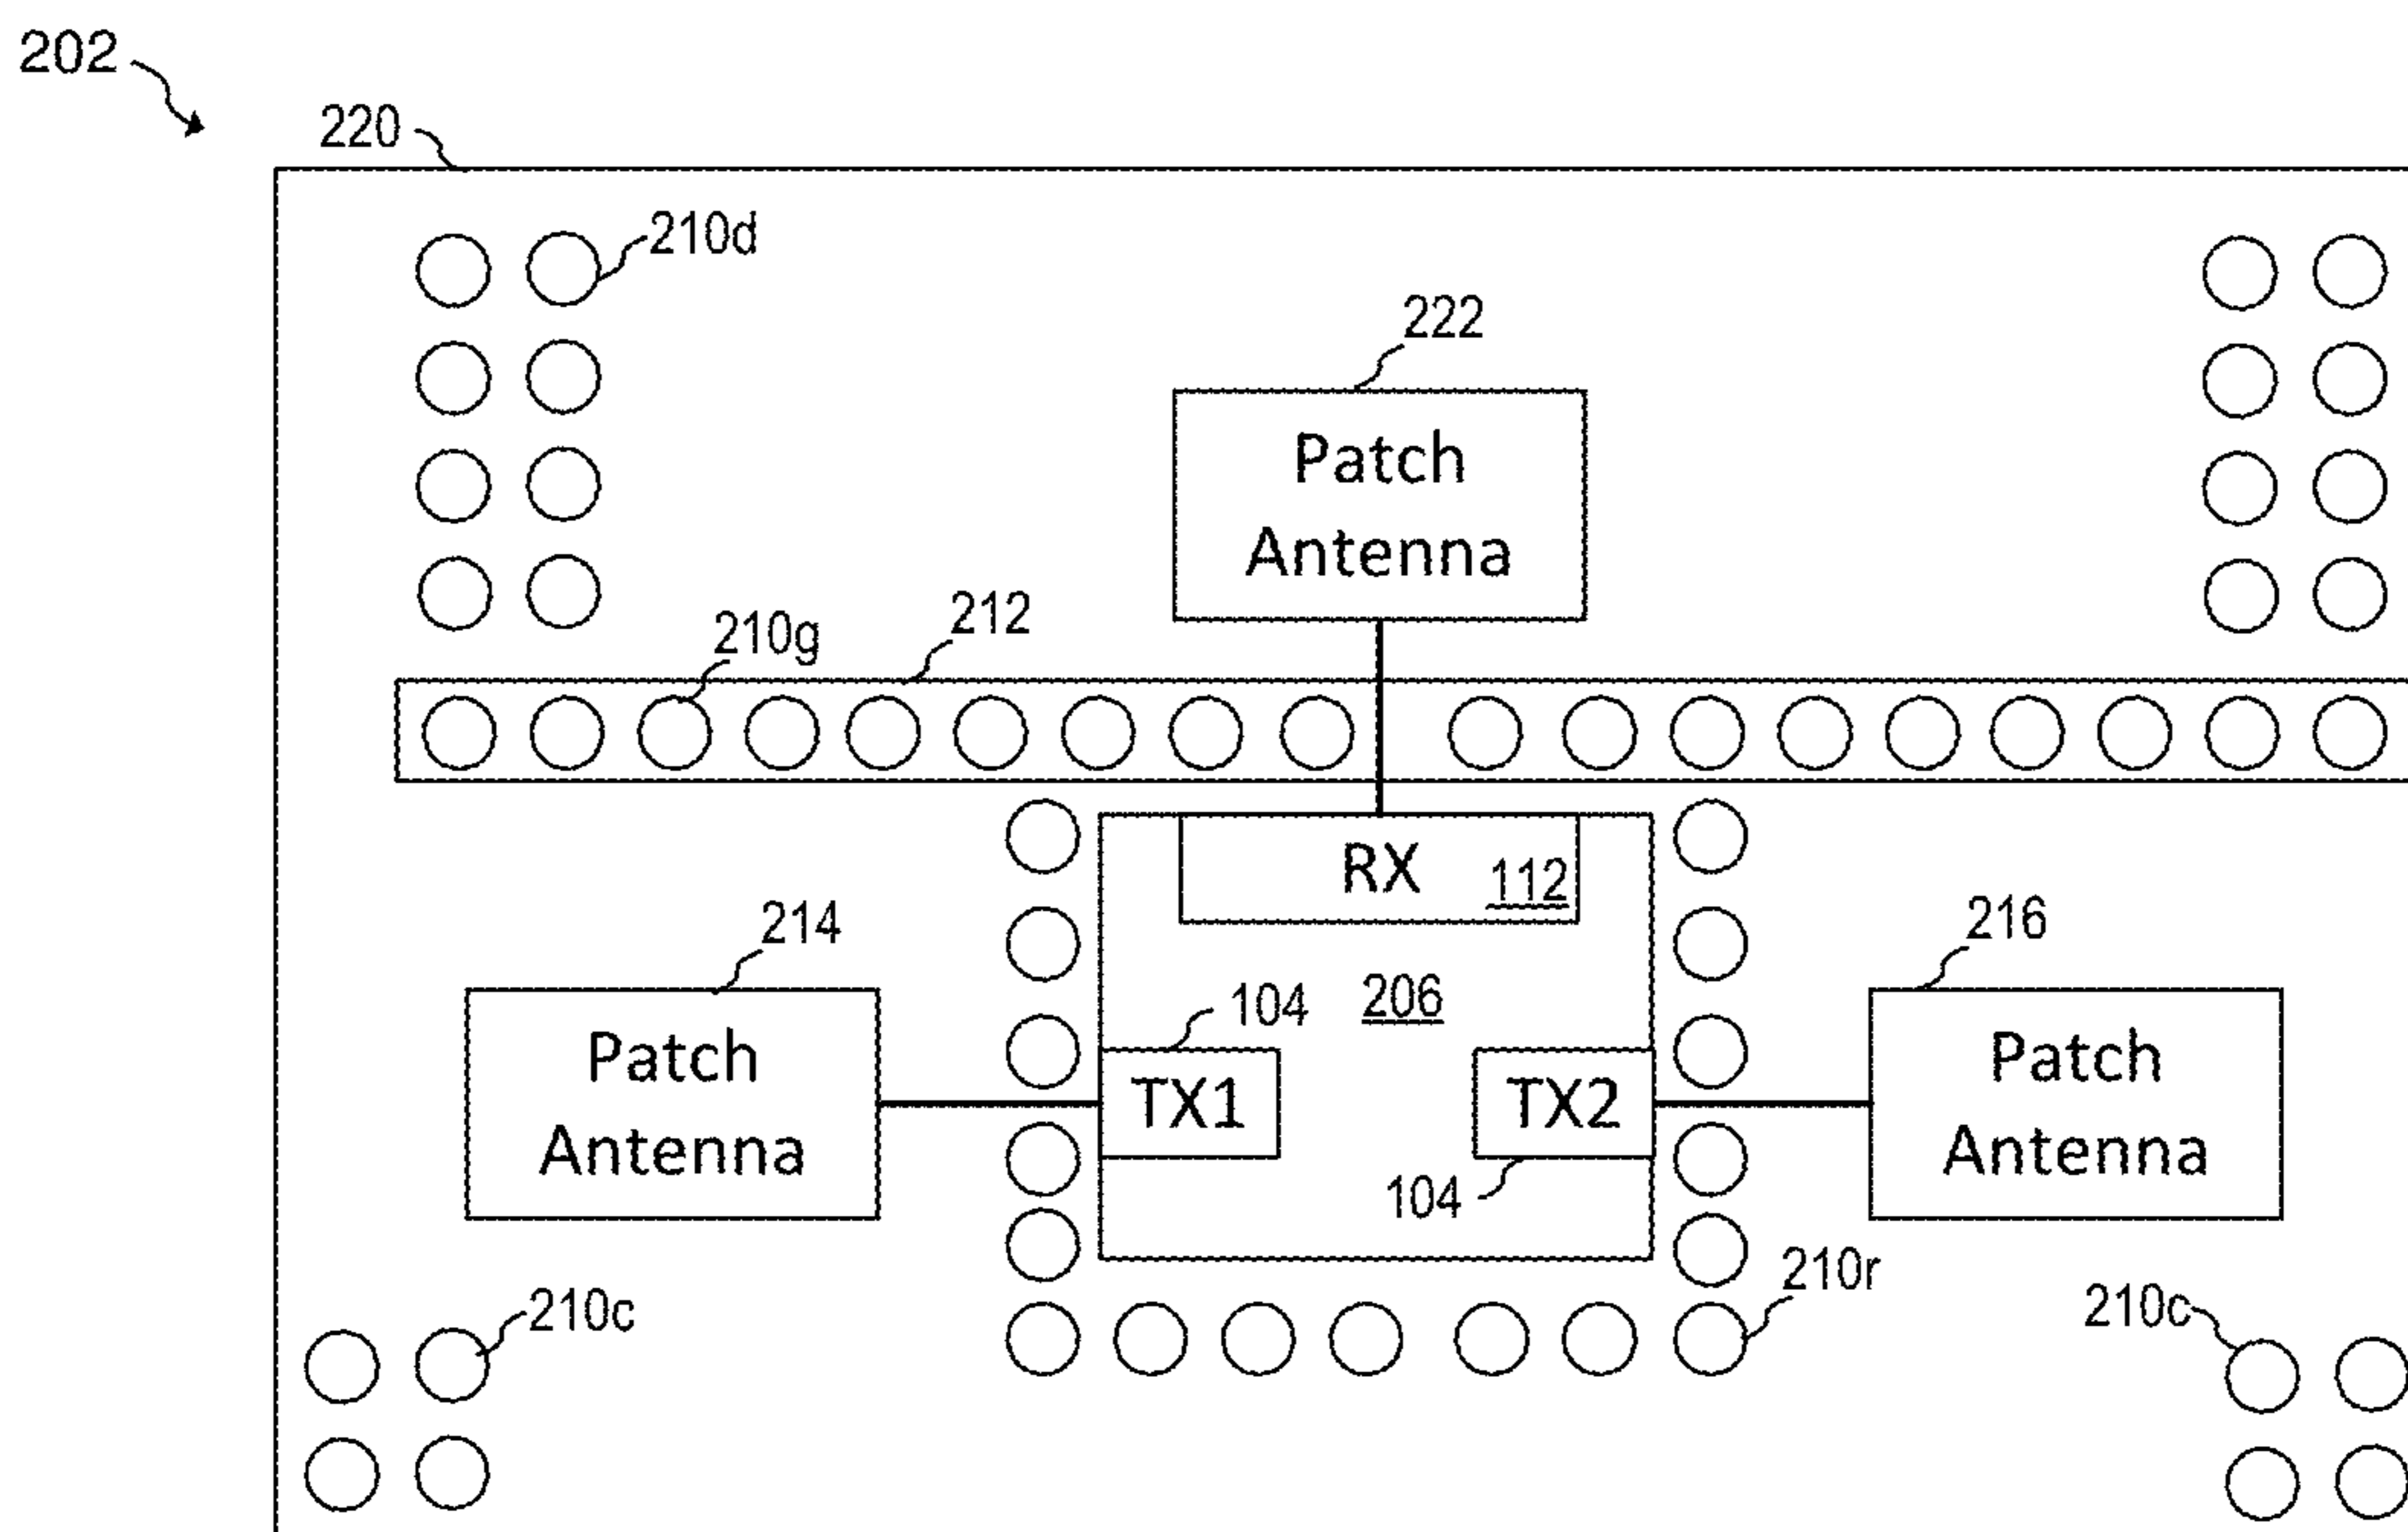 202
220
210d
222
Patch
Antenna
210g
212
RX
112
214
216
206
104
Patch
Antenna
TX1
TX2
Patch
Antenna
104
210r
210c
210c